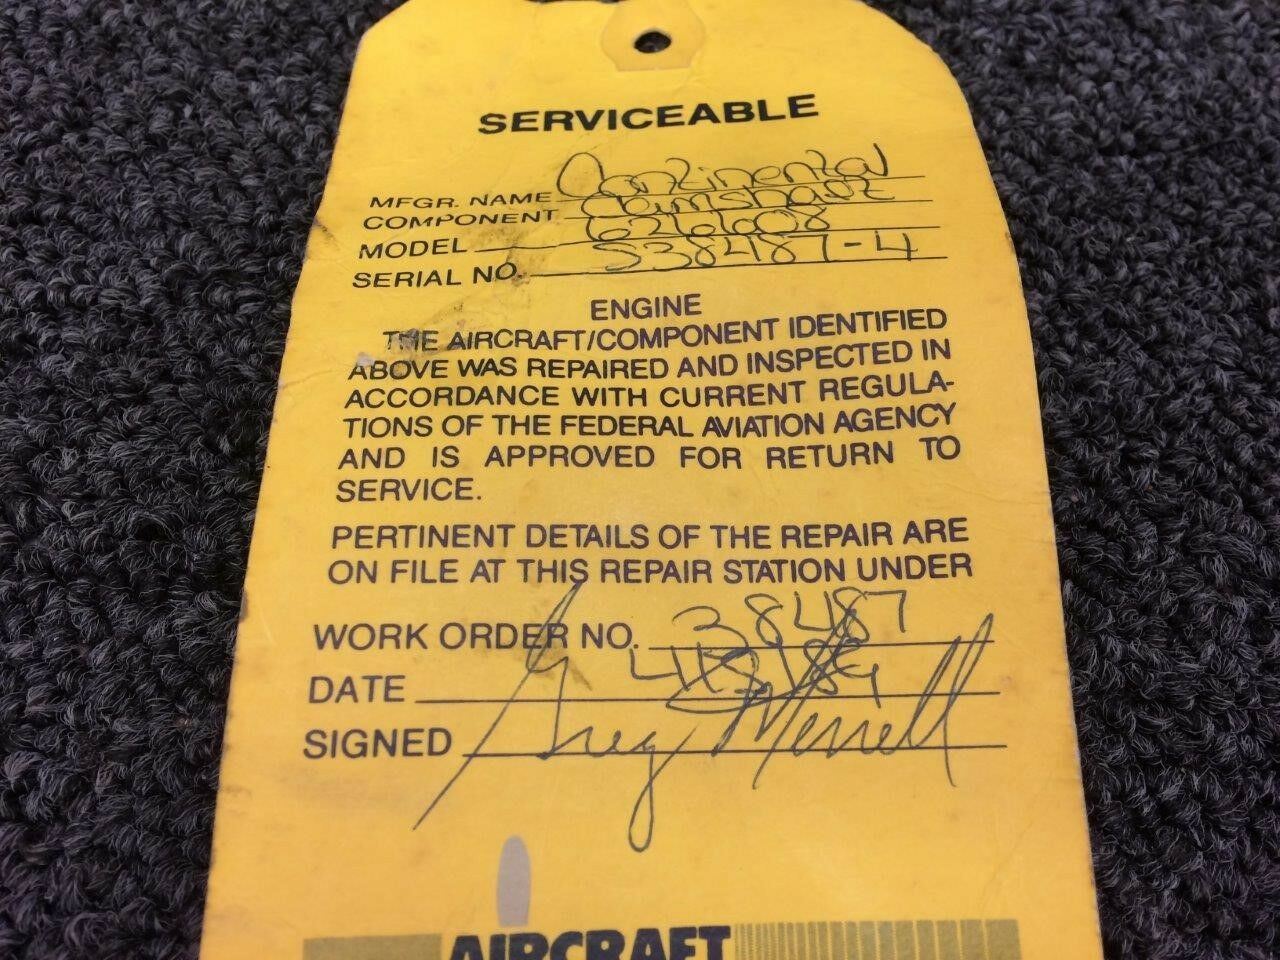 SERVICEABLE
MFGR. NAME Continental
COMPONENT Camshaft
MODEL 626608
SERIAL NO. S38487-4
ENGINE
THE AIRCRAFT/COMPONENT IDENTIFIED
ABOVE WAS REPAIRED AND INSPECTED IN
ACCORDANCE WITH CURRENT REGULA-
TIONS OF THE FEDERAL AVIATION AGENCY
AND IS APPROVED FOR RETURN TO
SERVICE.
PERTINENT DETAILS OF THE REPAIR ARE
ON FILE AT THIS REPAIR STATION UNDER
WORK ORDER NO. 38487
DATE
SIGNED Greg Merrell
AIRCRAFT